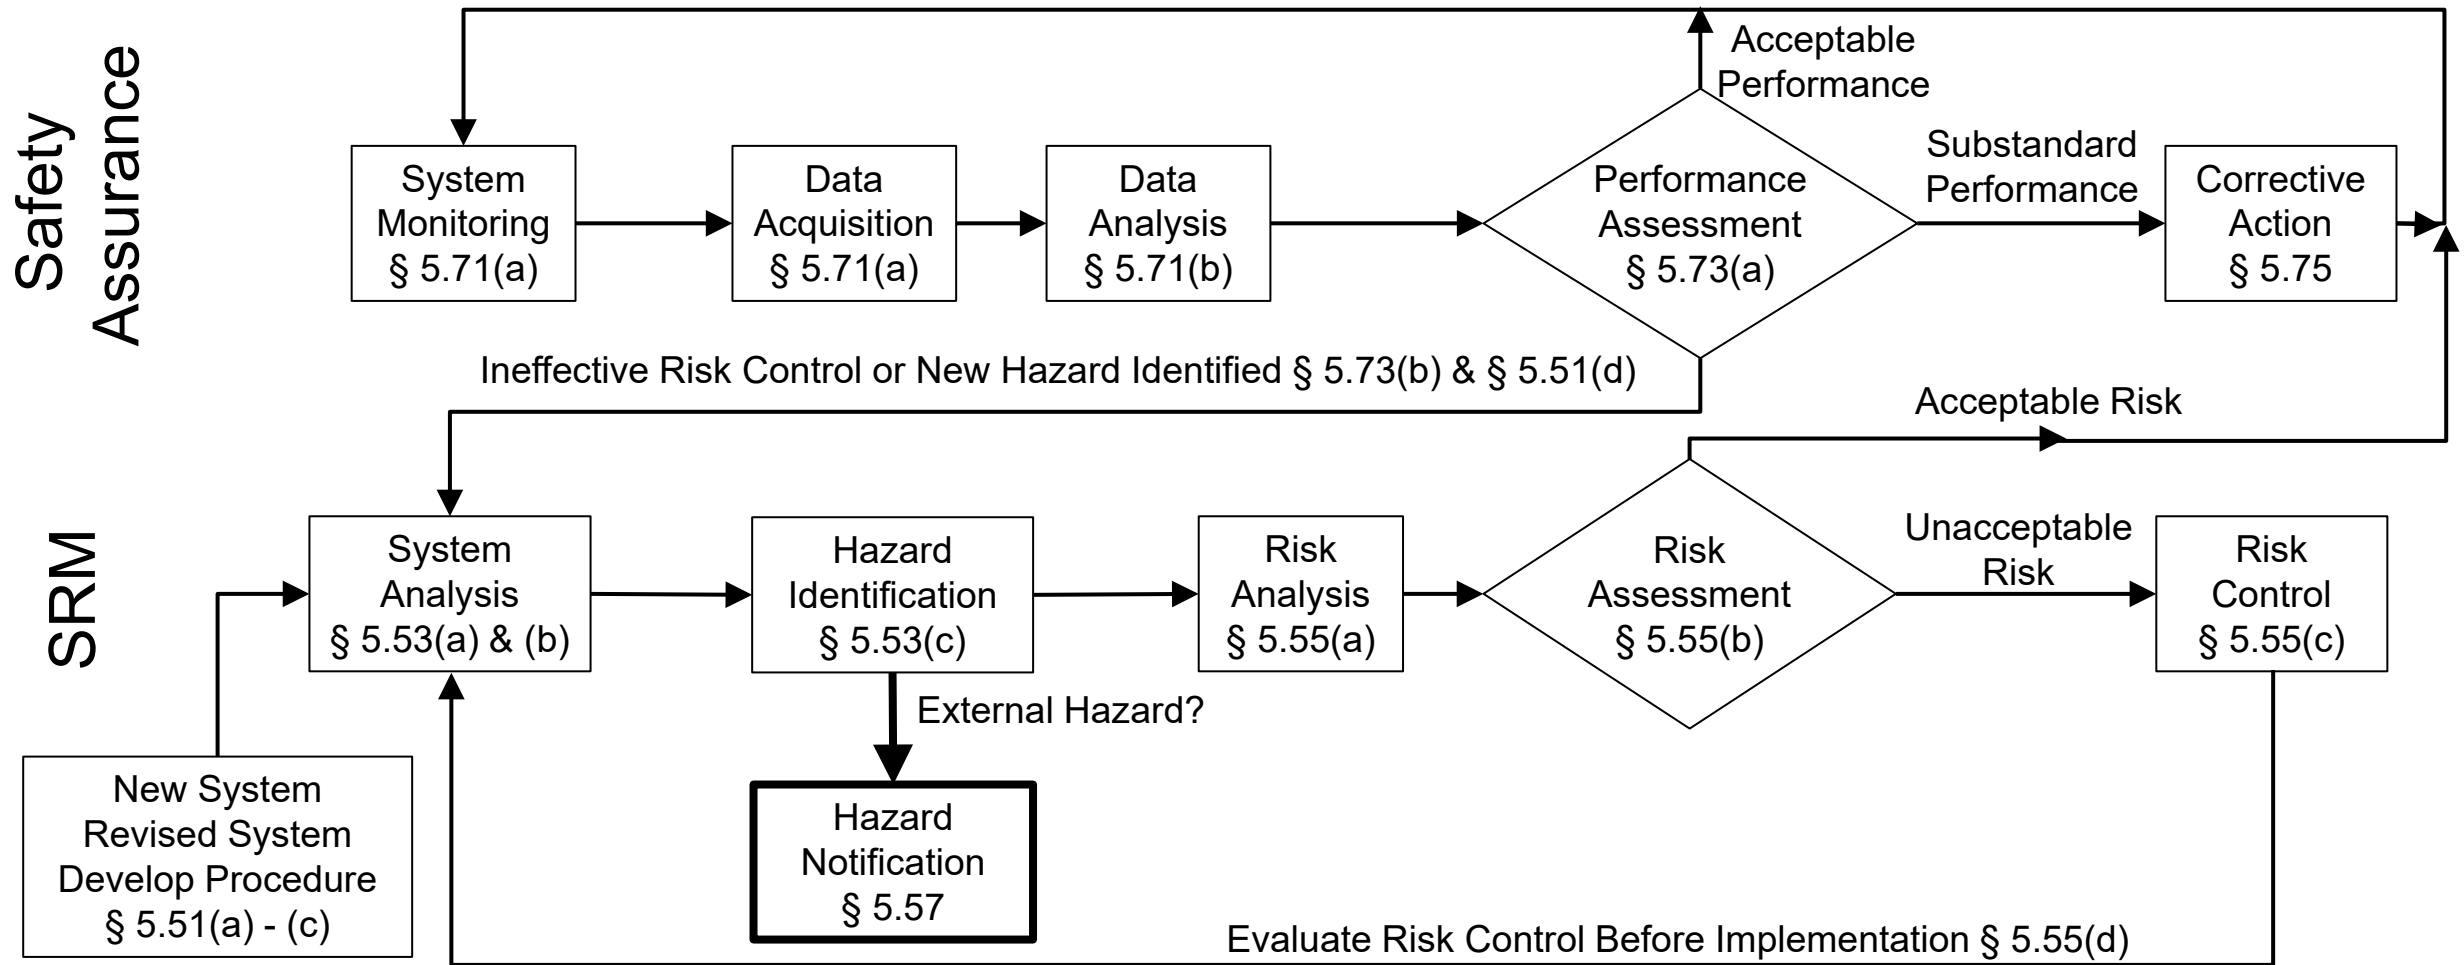 Safety
Assurance
Acceptable
Performance
System
Monitoring
§ 5.71(a)
Data
Acquisition
§ 5.71(a)
Data
Analysis
§ 5.71(b)
Performance
Assessment
§ 5.73(a)
Substandard
Performance
Corrective
Action
§ 5.75
Ineffective Risk Control or New Hazard Identified § 5.73(b) & § 5.51(d)
Acceptable Risk
SRM
System
Analysis
§ 5.53(a) & (b)
Hazard
Identification
§ 5.53(c)
Risk
Analysis
§ 5.55(a)
Risk
Assessment
§ 5.55(b)
Unacceptable
Risk
Risk
Control
§ 5.55(c)
External Hazard?
New System
Revised System
Develop Procedure
§ 5.51(a) - (c)
Hazard
Notification
§ 5.57
Evaluate Risk Control Before Implementation § 5.55(d)